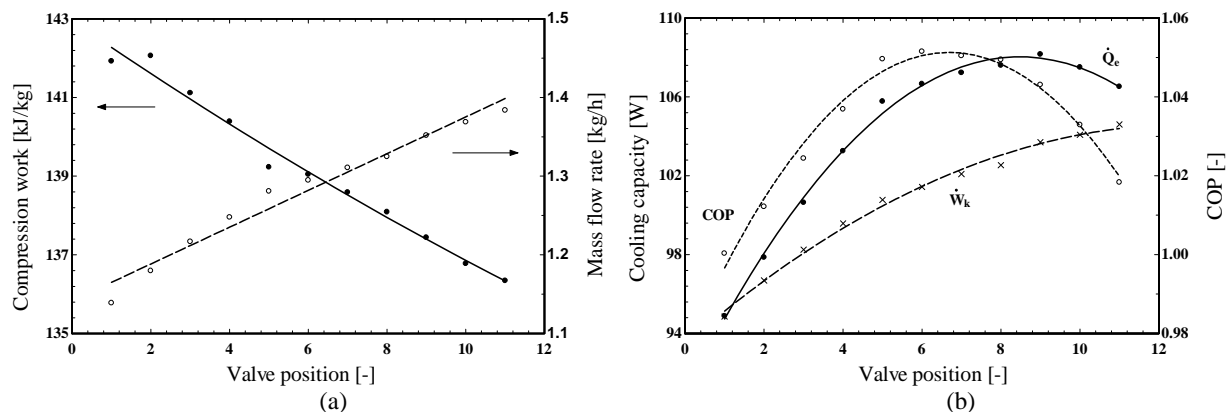 143
141
139
137
135
Compression work [kJ/kg]
0 2 4 6 8 10 12
Valve position [-]
1.5
1.4
1.3
1.2
1.1
Mass flow rate [kg/h]
(a)
110
106
102
98
94
Cooling capacity [W]
COP
Q̇e
Ẇk
0 2 4 6 8 10 12
Valve position [-]
1.06
1.04
1.02
1.00
0.98
COP [-]
(b)